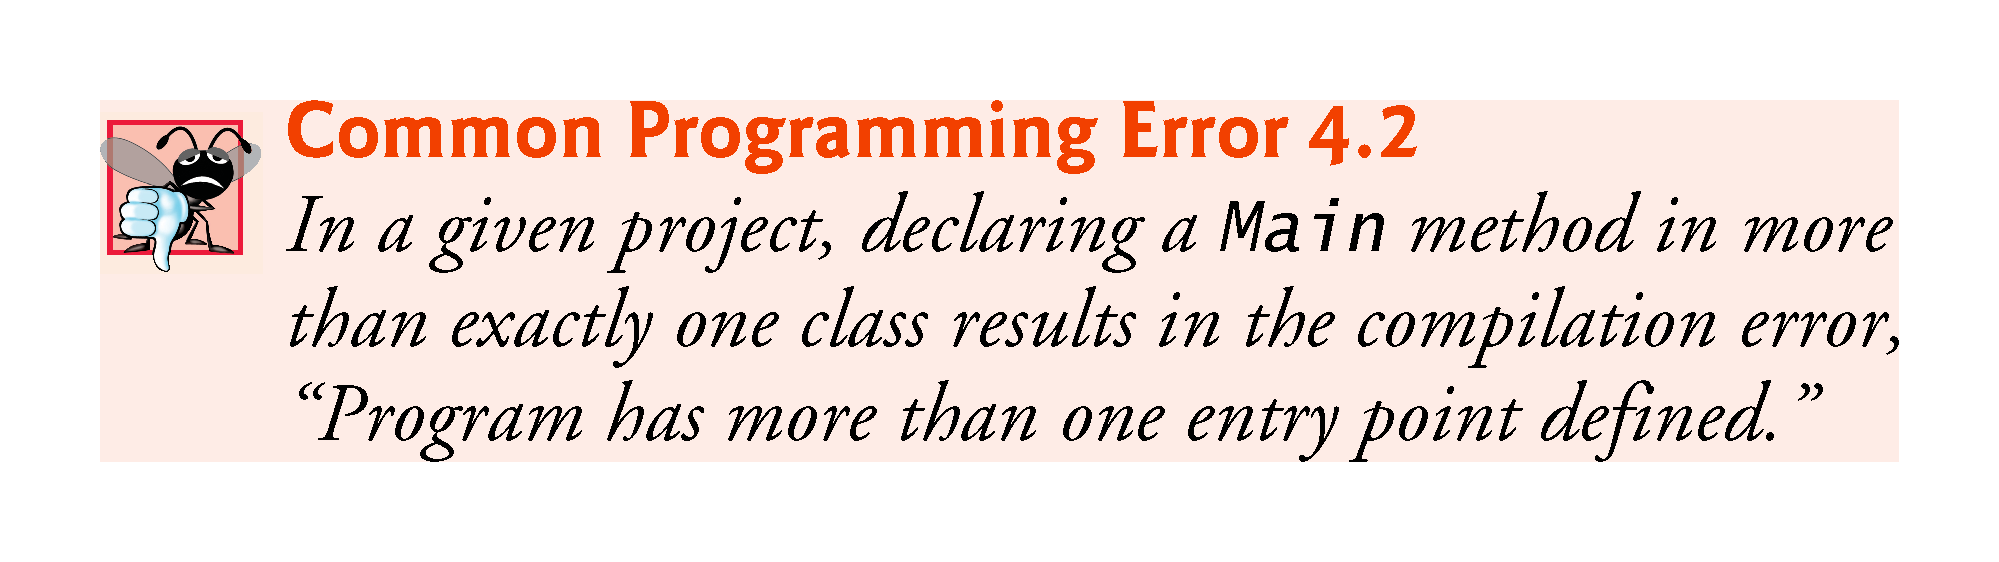 Common Programming Error 4.2
In a given project, declaring a Main method in more
than exactly one class results in the compilation error,
“Program has more than one entry point defined.”